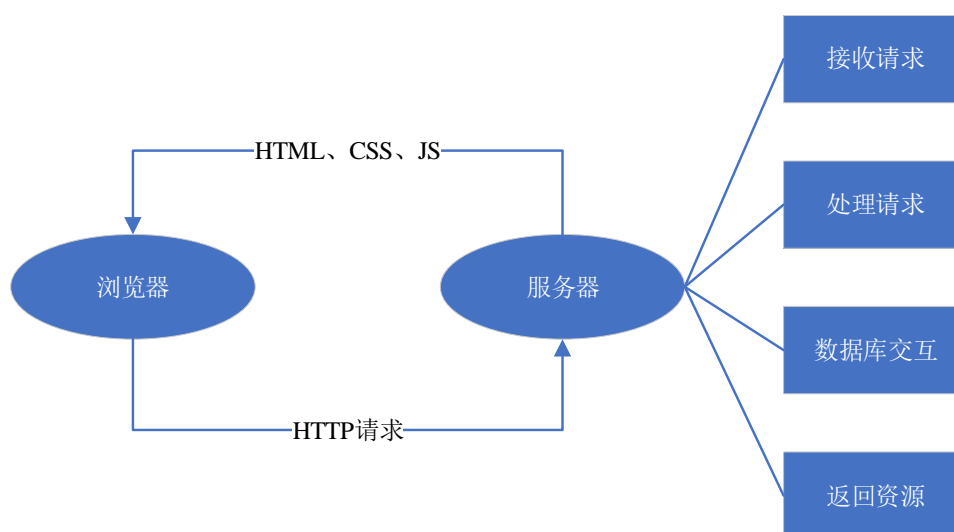 接收请求
HTML、CSS、JS
处理请求
浏览器
服务器
数据库交互
HTTP请求
返回资源